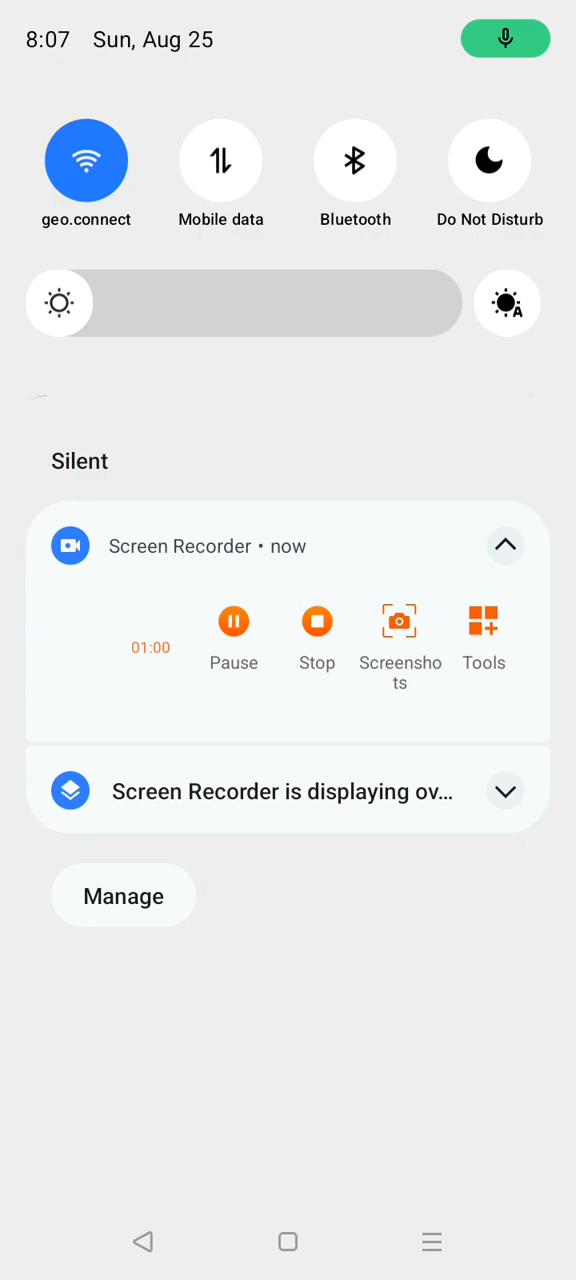 8:07 Sun, Aug 25
geo.connect Mobile data Bluetooth Do Not Disturb
A
Silent
Screen Recorder • now
01:00 Pause Stop Screensho
ts Tools
Screen Recorder is displaying ov...
Manage